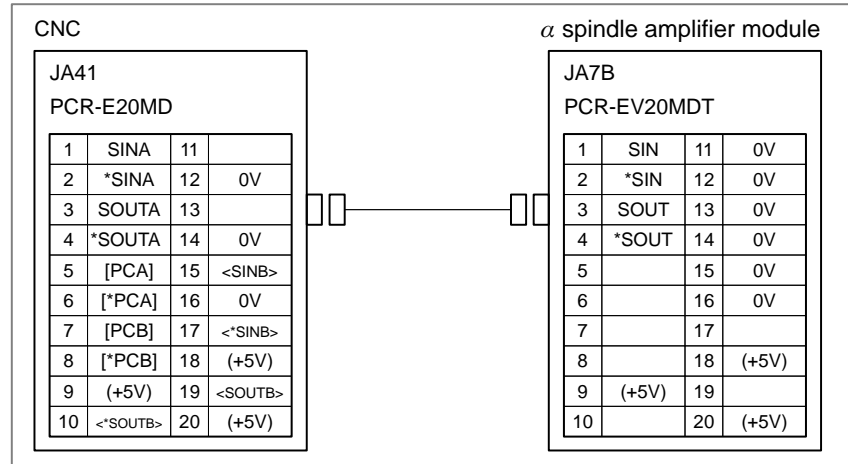 CNC
α spindle amplifier module
JA41
PCR-E20MD
1 SINA 11
2 *SINA 12 0V
3 SOUTA 13
4 *SOUTA 14 0V
5 [PCA] 15 <SINB>
6 [*PCA] 16 0V
7 [PCB] 17 <*SINB>
8 [*PCB] 18 (+5V)
9 (+5V) 19 <SOUTB>
10 <*SOUTB> 20 (+5V)
JA7B
PCR-EV20MDT
1 SIN 11 0V
2 *SIN 12 0V
3 SOUT 13 0V
4 *SOUT 14 0V
5 15 0V
6 16 0V
7 17
8 18 (+5V)
9 (+5V) 19
10 20 (+5V)